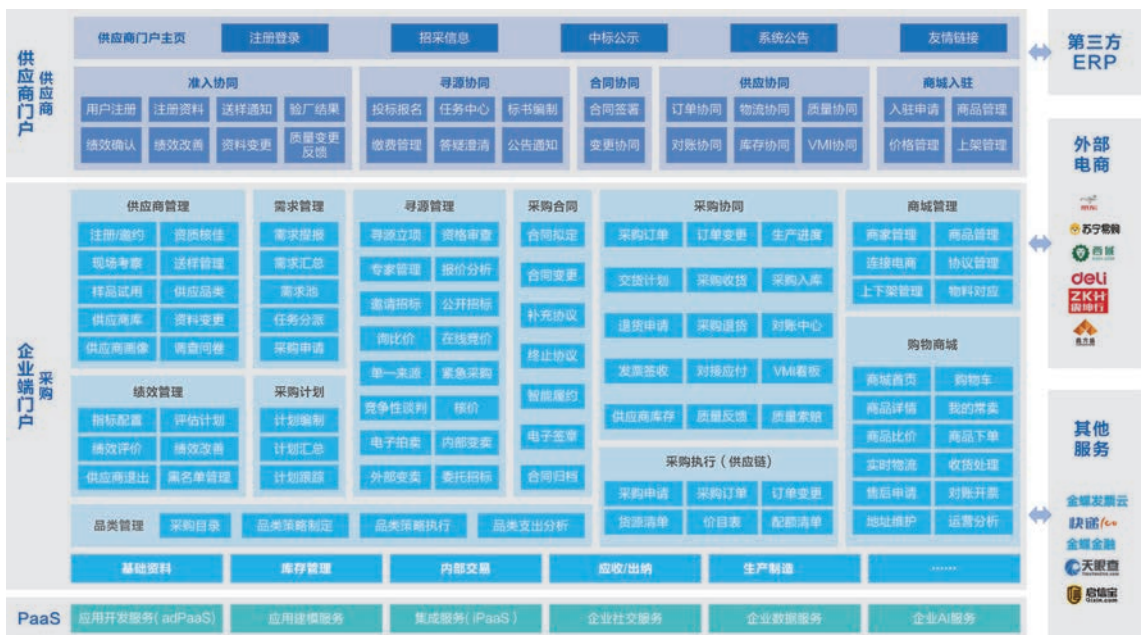 供应商门户
供应商
供应商门户主页
注册登录
招采信息
中标公示
系统公告
友情链接
准入协同
用户注册 注册资料 送样通知 验厂结果
绩效确认 绩效改善 资料变更 质量变更
反馈
寻源协同
投标报名 任务中心 标书编制
缴费管理 答疑澄清 公告通知
合同协同
合同签署
变更协同
供应协同
订单协同 物流协同 质量协同
对账协同 库存协同 VMI协同
商城入驻
入驻申请 商品管理
价格管理 上架管理
企业端门户
采购
供应商管理
注册/邀约 资质核佳
现场考察 送样管理
样品试用 供应品类
供应商库 资料变更
供应商画像 调查问卷
需求管理
需求提报
需求汇总
需求池
任务分派
采购申请
绩效管理
指标配置 评估计划
绩效评价 绩效改善
供应商退出 黑名单管理
采购计划
计划编制
计划汇总
计划跟踪
寻源管理
寻源立项 资格审查
专家管理 报价分析
邀请招标 公开招标
询比价 在线竞价
单一来源 紧急采购
竞争性谈判 核价
电子拍卖 内部变卖
外部变卖 委托招标
采购合同
合同拟定
合同变更
补充协议
终止协议
智能履约
电子签章
合同归档
采购协同
采购订单 订单变更 生产进度
交货计划 采购收货 采购入库
退货申请 采购退货 对账中心
发票签收 对接应付 VMI看板
供应商库存 质量反馈 质量索赔
采购执行（供应链）
采购申请 采购订单 订单变更
货源清单 价目表 配额清单
商城管理
商家管理 商品管理
连接电商 协议管理
上下架管理 物料对应
购物商城
商城首页 购物车
商品详情 我的常卖
商品比价 商品下单
实时物流 收货处理
售后申请 对账开票
地址维护 运营分析
品类管理 采购目录 品类策略制定 品类策略执行 品类支出分析
基础资料 库存管理 内部交易 应收/出纳 生产制造 ……
PaaS
应用开发服务（adPaaS） 应用建模服务 集成服务（iPaaS） 企业社交服务 企业数据服务 企业AI服务
第三方
ERP
外部
电商
苏宁易购
西域
deli
ZKH
震坤行
其他
服务
金蝶发票云
快递100
金蝶金融
天眼查
启信宝